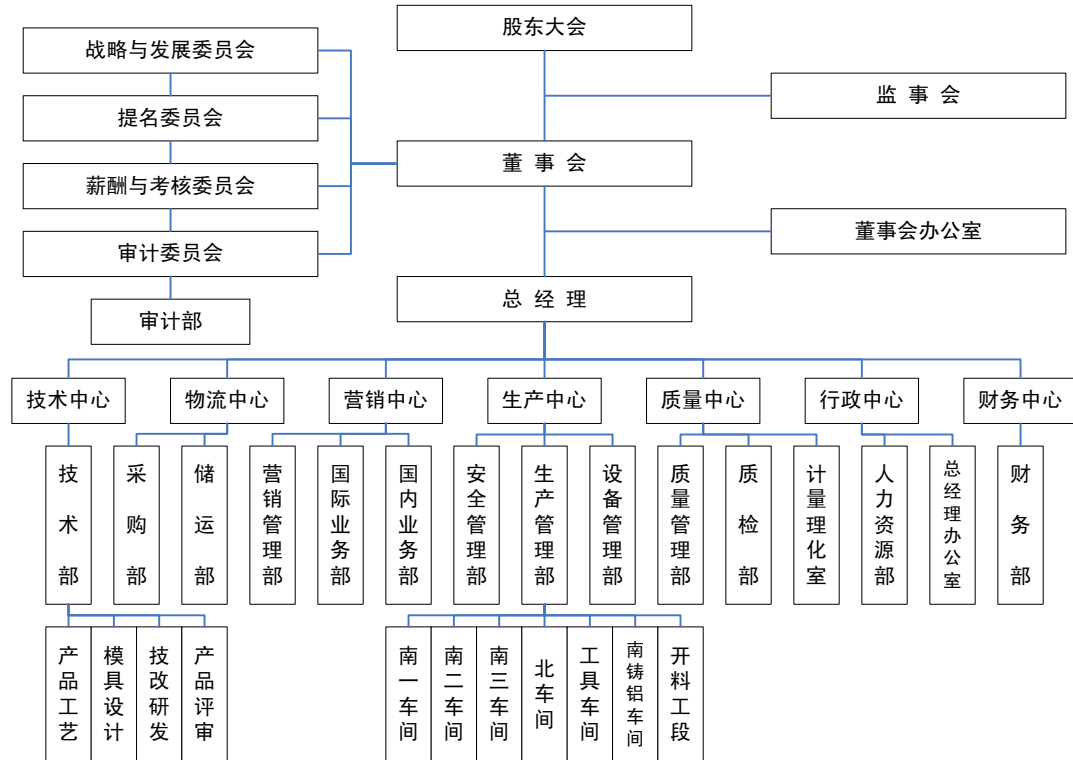 股东大会
战略与发展委员会
监 事 会
提名委员会
董 事 会
薪酬与考核委员会
董事会办公室
审计委员会
总 经 理
审计部
技术中心
物流中心
营销中心
生产中心
质量中心
行政中心
财务中心
技术部
采购部
储运部
营销管理部
国际业务部
国内业务部
安全管理部
生产管理部
设备管理部
质量管理部
质检部
计量理化室
人力资源部
总经理办公室
财务部
产品工艺
模具设计
技改研发
产品评审
南一车间
南二车间
南三车间
北车间
工具车间
南铸铝车间
开料工段